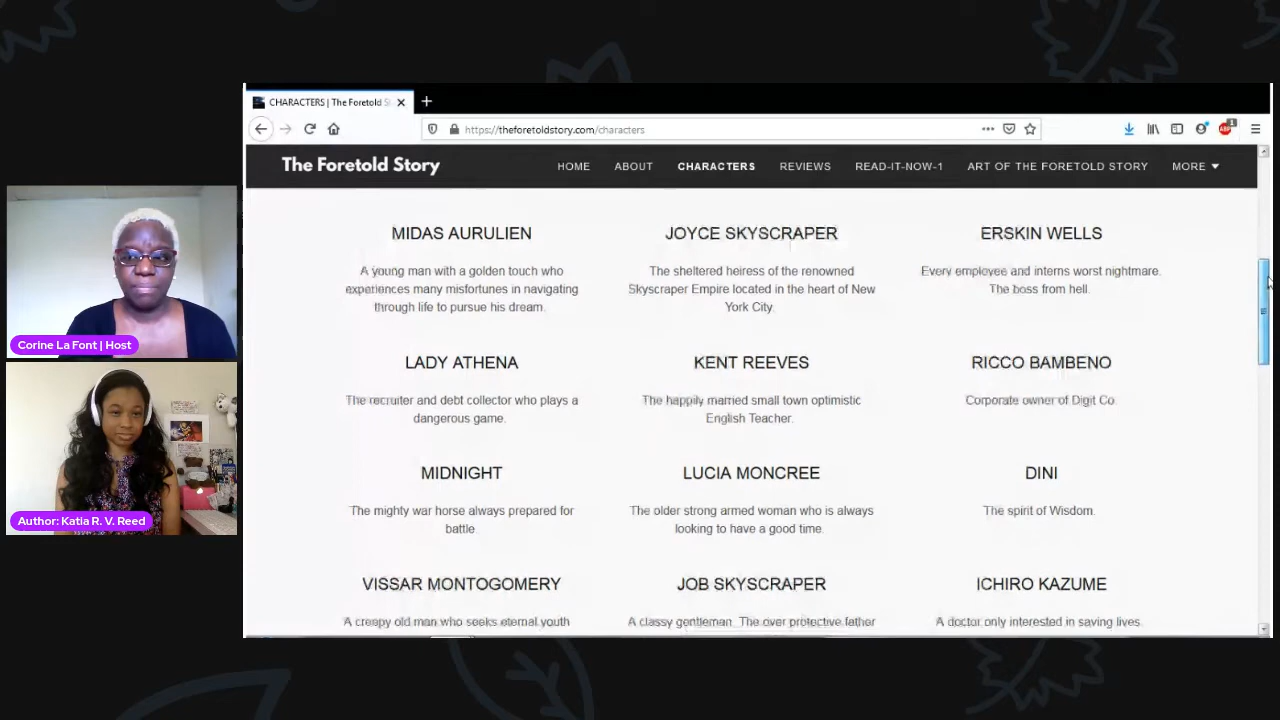 CHARACTERS | The Foretold S
https://theforetoldstory.com/characters
ABP
1
The Foretold Story
HOME
ABOUT
CHARACTERS
REVIEWS
READ-IT-NOW-1
ART OF THE FORETOLD STORY
MORE
MIDAS AURULIEN
A young man with a golden touch who
experiences many misfortunes in navigating
through life to pursue his dream.
JOYCE SKYSCRAPER
The sheltered heiress of the renowned
Skyscraper Empire located in the heart of New
York City.
ERSKIN WELLS
Every employee and interns worst nightmare.
The boss from hell.
LADY ATHENA
The recruiter and debt collector who plays a
dangerous game.
KENT REEVES
The happily married small town optimistic
English Teacher.
RICCO BAMBENO
Corporate owner of Digit Co.
MIDNIGHT
The mighty war horse always prepared for
battle.
LUCIA MONCREE
The older strong armed woman who is always
looking to have a good time.
DINI
The spirit of Wisdom.
VISSAR MONTOGOMERY
A creepy old man who seeks eternal youth
JOB SKYSCRAPER
A classy gentleman. The over protective father
ICHIRO KAZUME
A doctor only interested in saving lives.
Corine La Font | Host
Author: Katia R. V. Reed